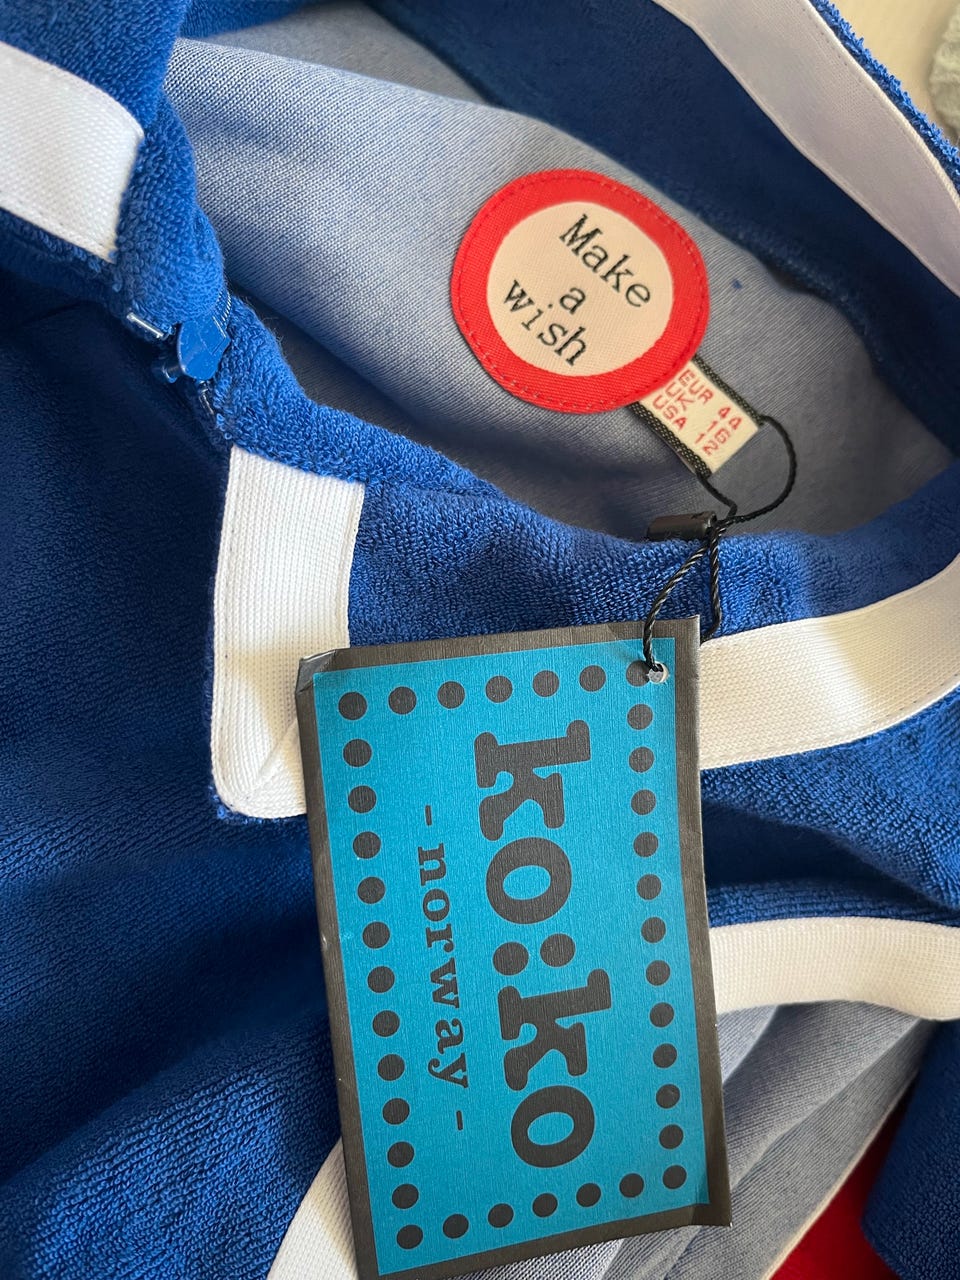 Make
a
wish
EUR 44
UK 16
USA 12
ko:ko
- norway -